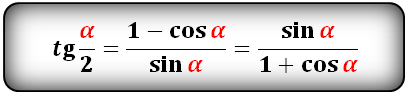 tg α/2 = (1 − cos α)/(sin α) = (sin α)/(1 + cos α)